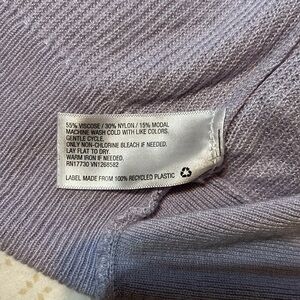 55% VISCOSE / 30% NYLON / 15% MODAL
MACHINE WASH COLD WITH LIKE COLORS.
GENTLE CYCLE.
ONLY NON-CHLORINE BLEACH IF NEEDED.
LAY FLAT TO DRY.
WARM IRON IF NEEDED.
RN17730 VN1268582
LABEL MADE FROM 100% RECYCLED PLASTIC